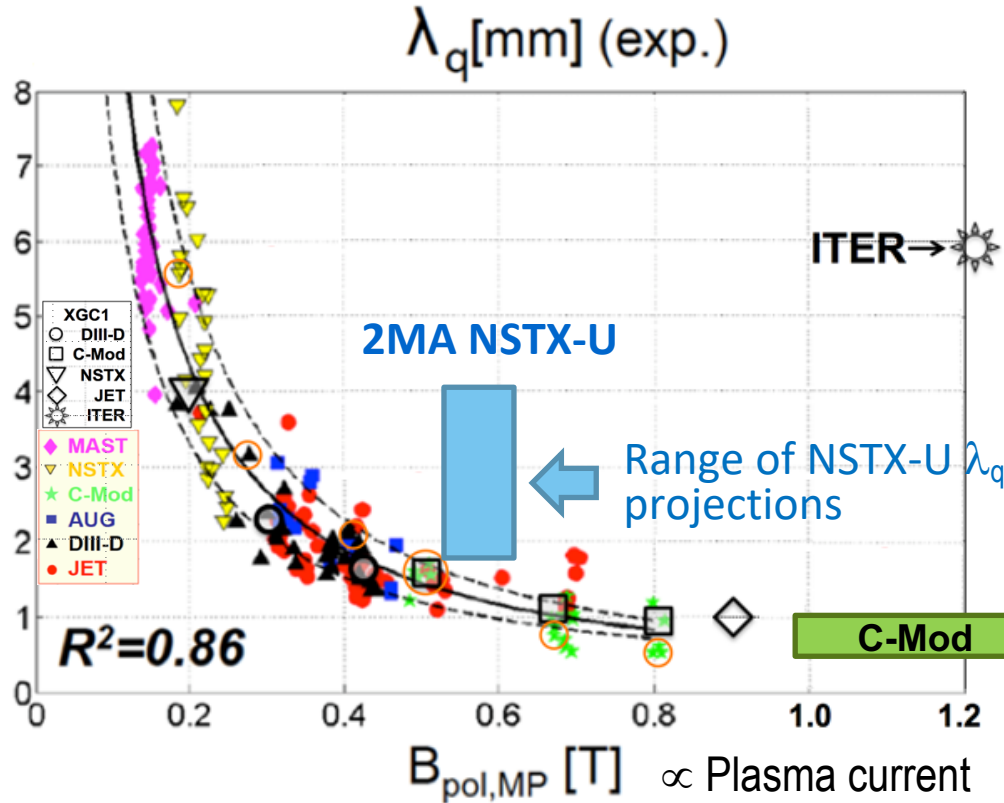 λq[mm] (exp.)
8
7
6
5
4
3
2
1
0
ITER→
XGC1
DIII-D
C-Mod
NSTX
JET
ITER
MAST
NSTX
C-Mod
AUG
DIII-D
JET
2MA NSTX-U
Range of NSTX-U λq
projections
R²=0.86
C-Mod
0 0.2 0.4 0.6 0.8 1.0 1.2
Bpol,MP [T] ∝ Plasma current